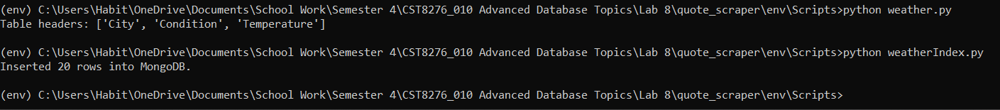 (env) C:\Users\Habit\OneDrive\Documents\School Work\Semester 4\CST8276_010 Advanced Database Topics\Lab 8\quote_scraper\env\Scripts>python weather.py
Table headers: ['City', 'Condition', 'Temperature']
(env) C:\Users\Habit\OneDrive\Documents\School Work\Semester 4\CST8276_010 Advanced Database Topics\Lab 8\quote_scraper\env\Scripts>python weatherIndex.py
Inserted 20 rows into MongoDB.
(env) C:\Users\Habit\OneDrive\Documents\School Work\Semester 4\CST8276_010 Advanced Database Topics\Lab 8\quote_scraper\env\Scripts>